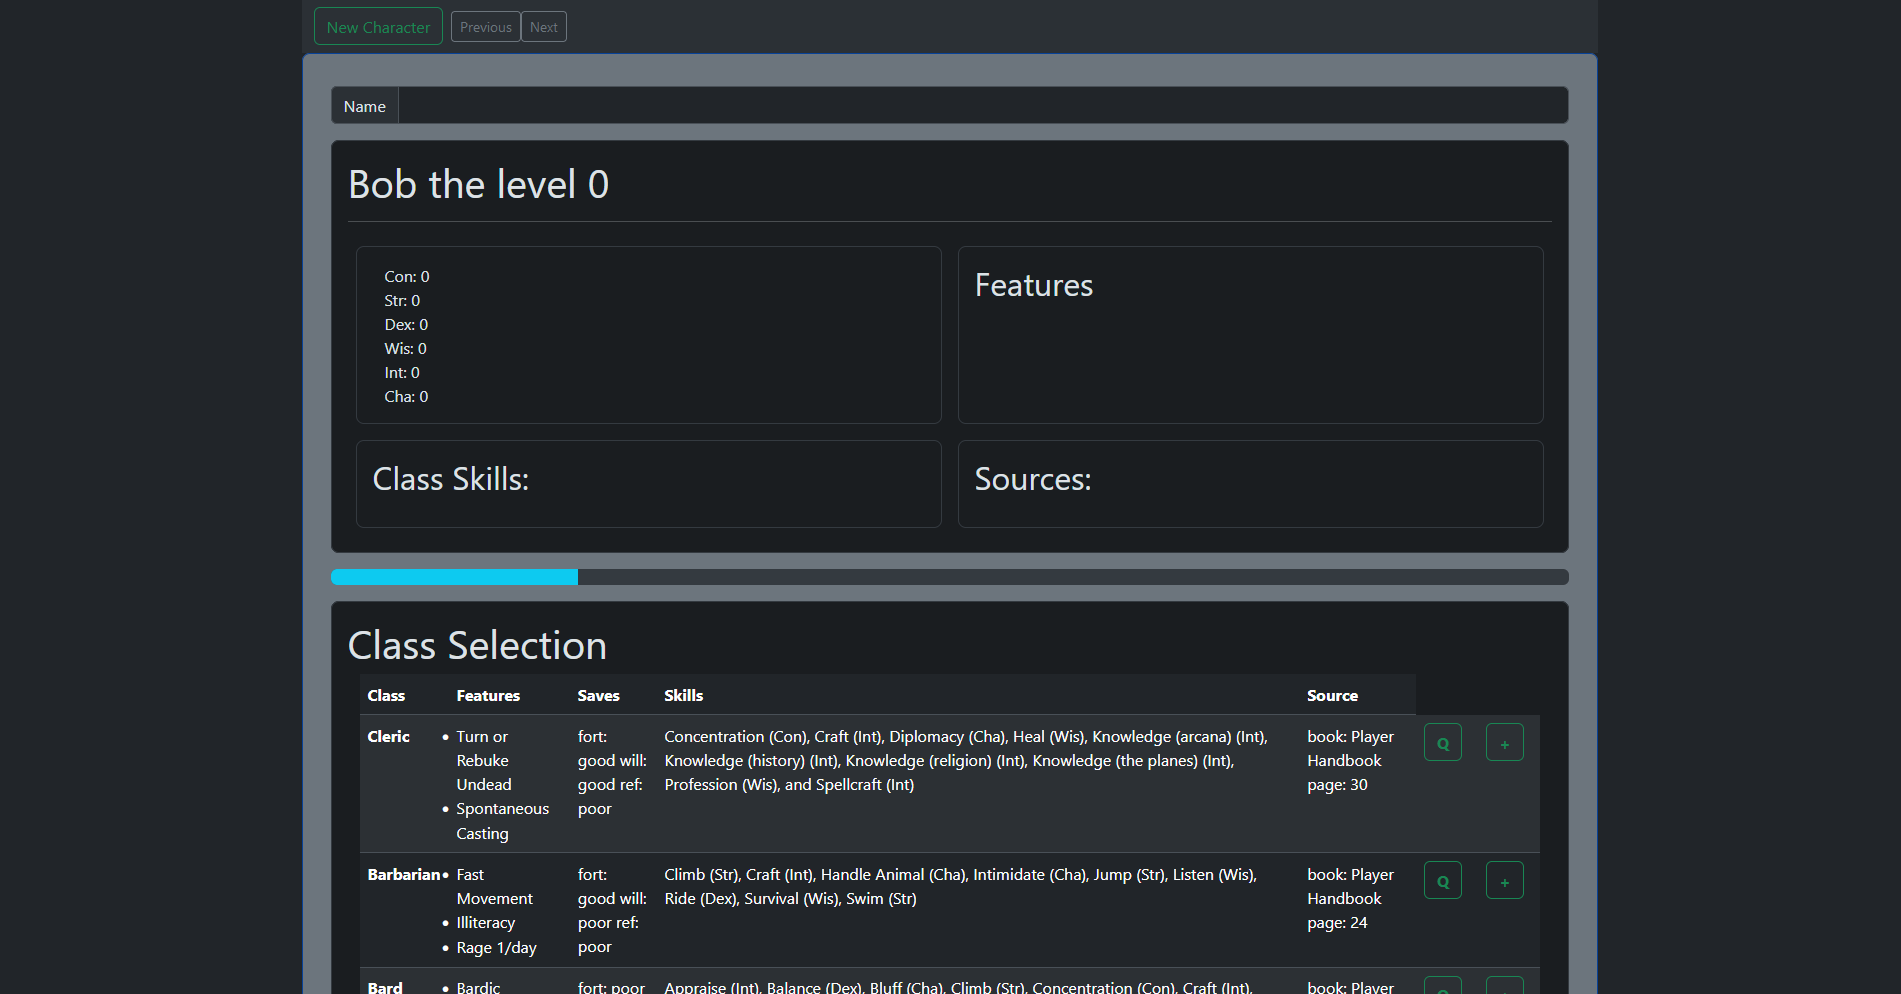 New Character Previous Next
Name
Bob the level 0
Con: 0
Str: 0
Dex: 0
Wis: 0
Int: 0
Cha: 0
Features
Class Skills:
Sources:
Class Selection
Class Features Saves Skills Source
Cleric
• Turn or
Rebuke
Undead
• Spontaneous
Casting
fort:
good will:
good ref:
poor
Concentration (Con), Craft (Int), Diplomacy (Cha), Heal (Wis), Knowledge (arcana) (Int),
Knowledge (history) (Int), Knowledge (religion) (Int), Knowledge (the planes) (Int),
Profession (Wis), and Spellcraft (Int)
book: Player
Handbook
page: 30
Q +
Barbarian
• Fast
Movement
• Illiteracy
• Rage 1/day
fort:
good will:
poor ref:
poor
Climb (Str), Craft (Int), Handle Animal (Cha), Intimidate (Cha), Jump (Str), Listen (Wis),
Ride (Dex), Survival (Wis), Swim (Str)
book: Player
Handbook
page: 24
Q +
Bard
• Bardic
fort: poor
Appraise (Int), Balance (Dex), Bluff (Cha), Climb (Str), Concentration (Con), Craft (Int),
book: Player